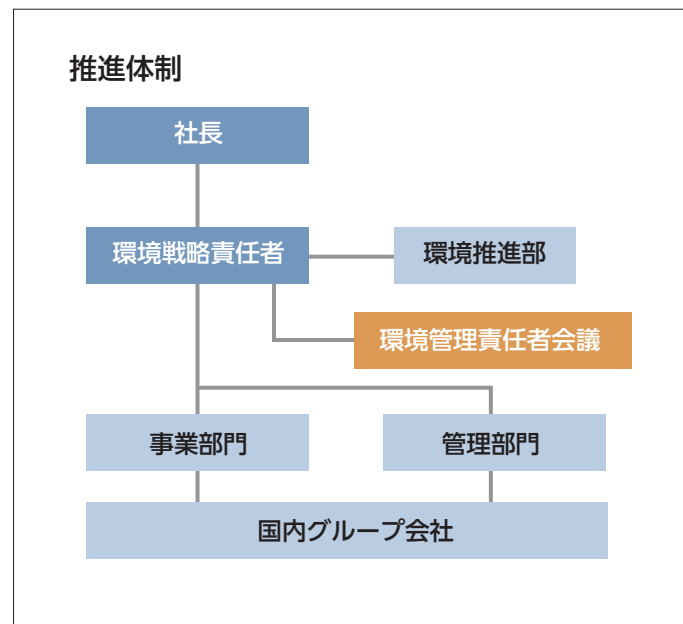 推進体制
社長
環境戦略責任者
環境推進部
環境管理責任者会議
事業部門
管理部門
国内グループ会社